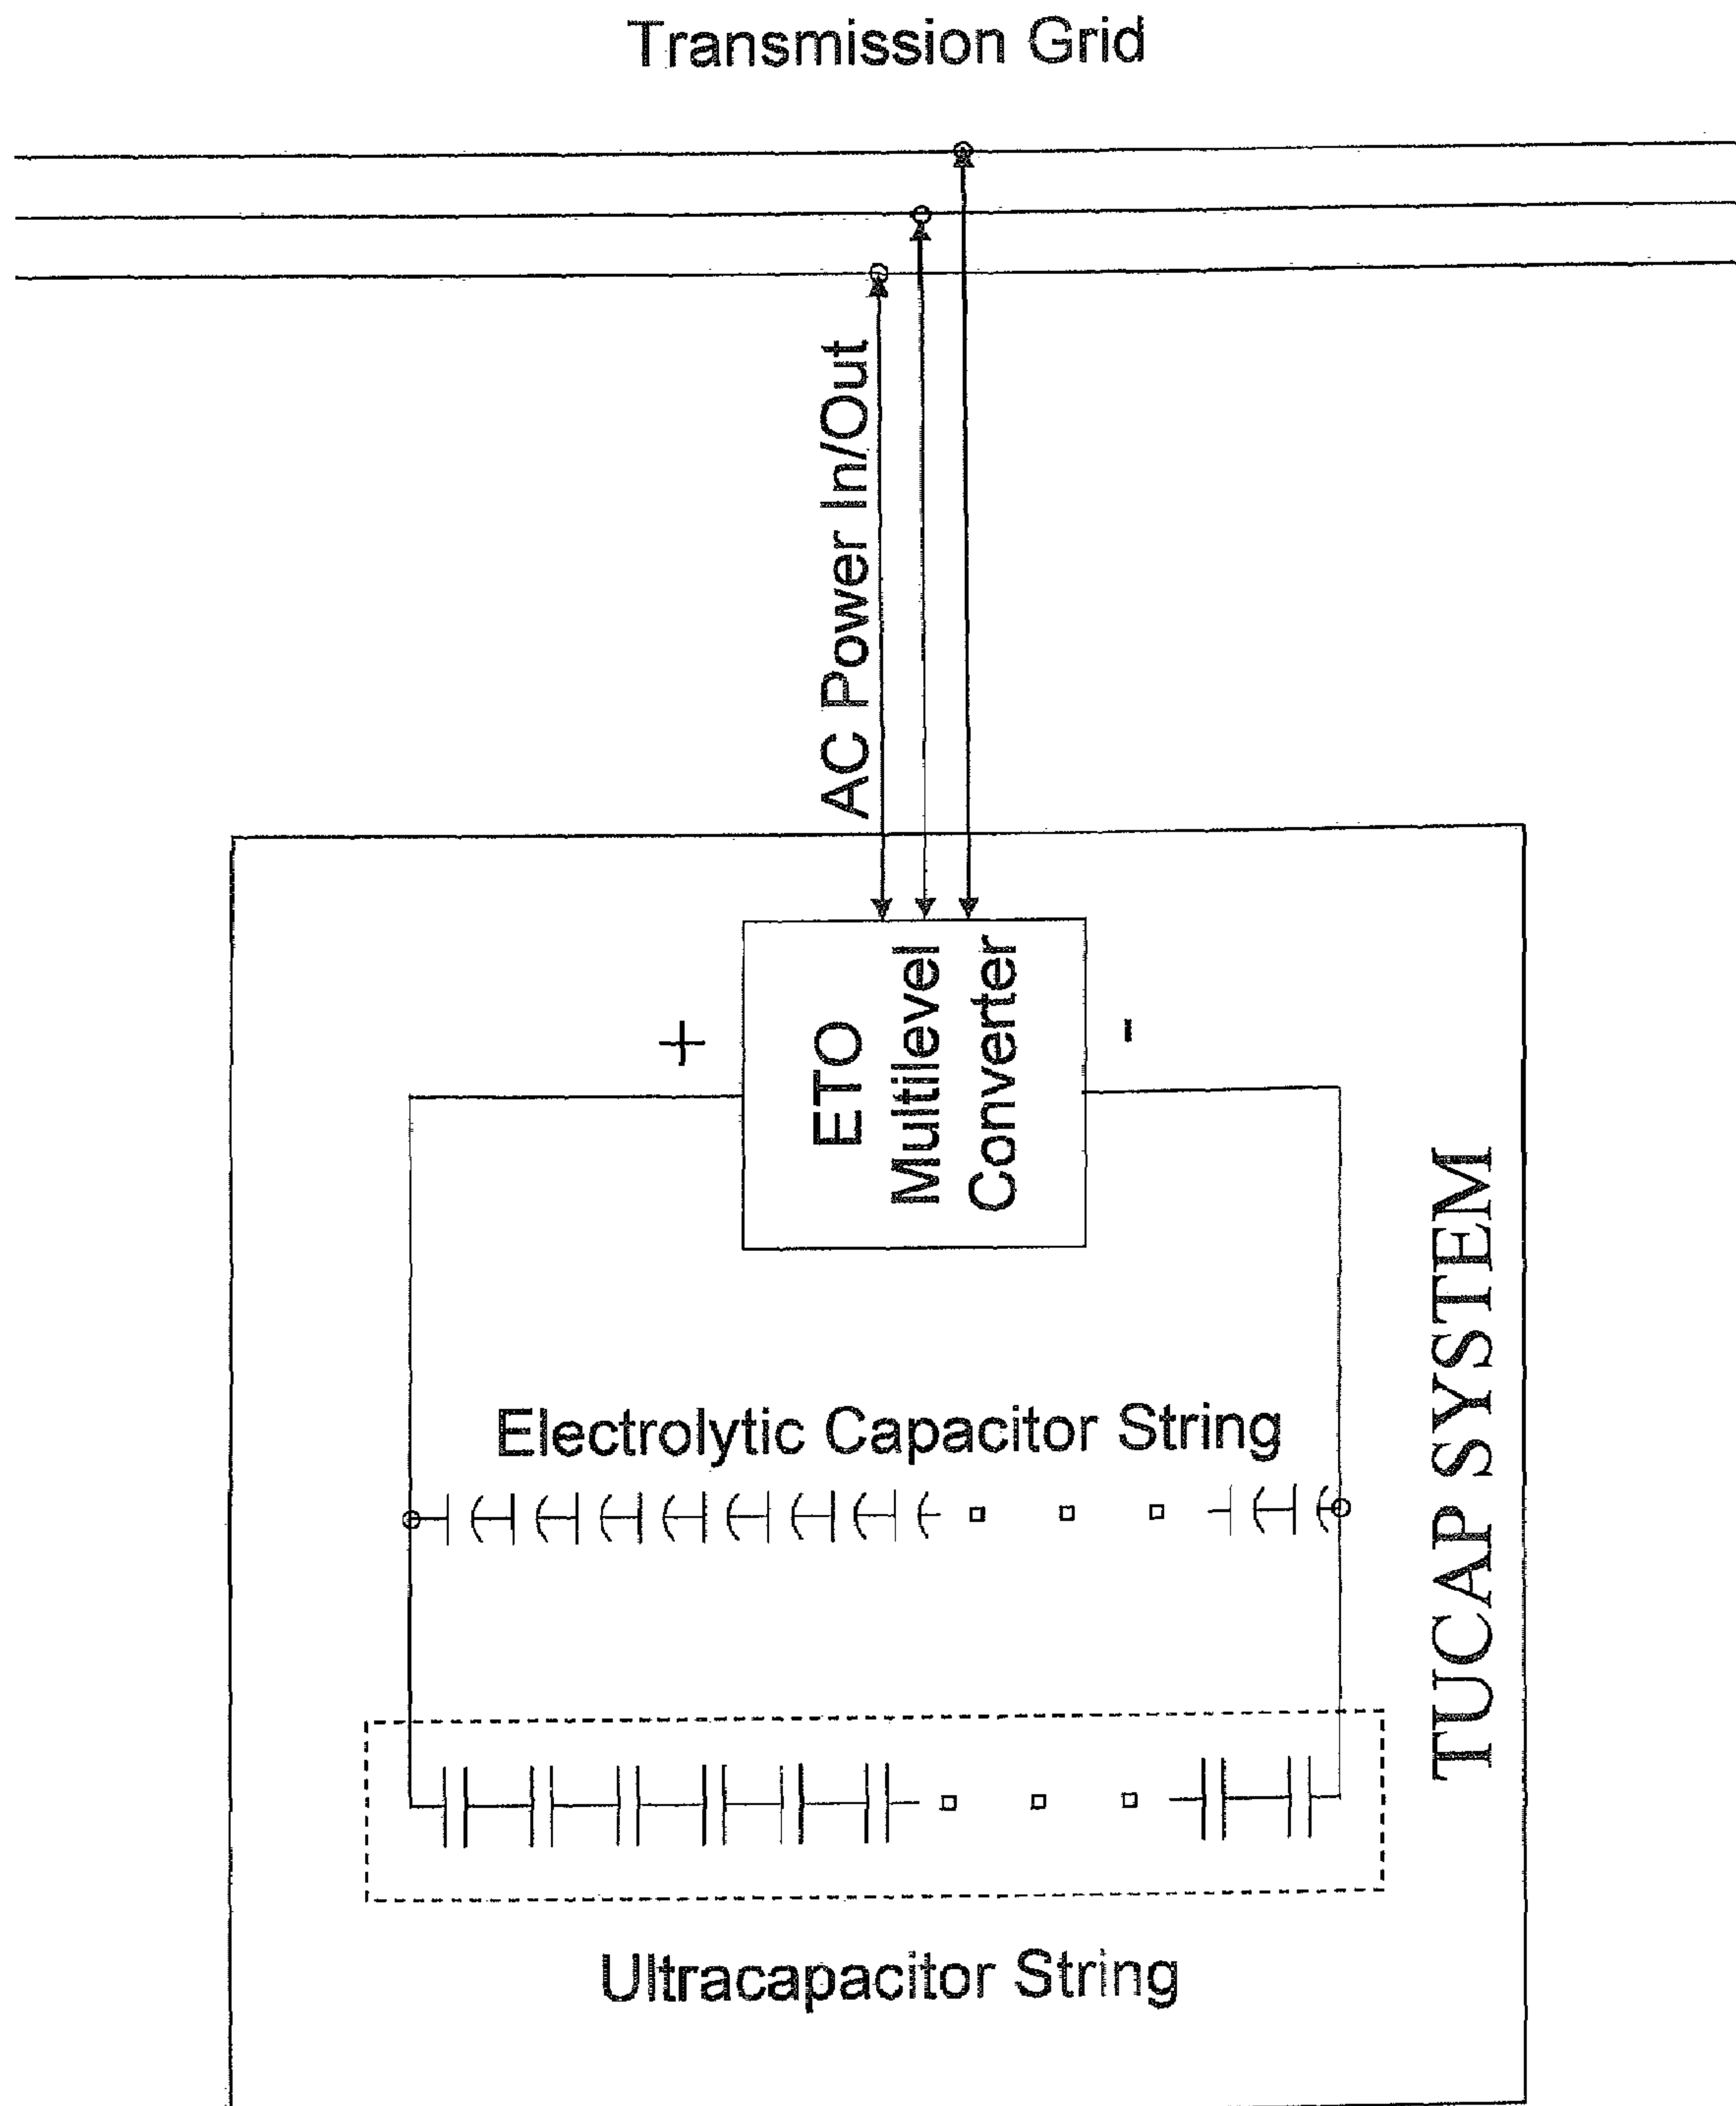 Transmission Grid
AC Power In/Out
+
-
ETO
Multilevel
Converter
Electrolytic Capacitor String
TUCAP SYSTEM
Ultracapacitor String